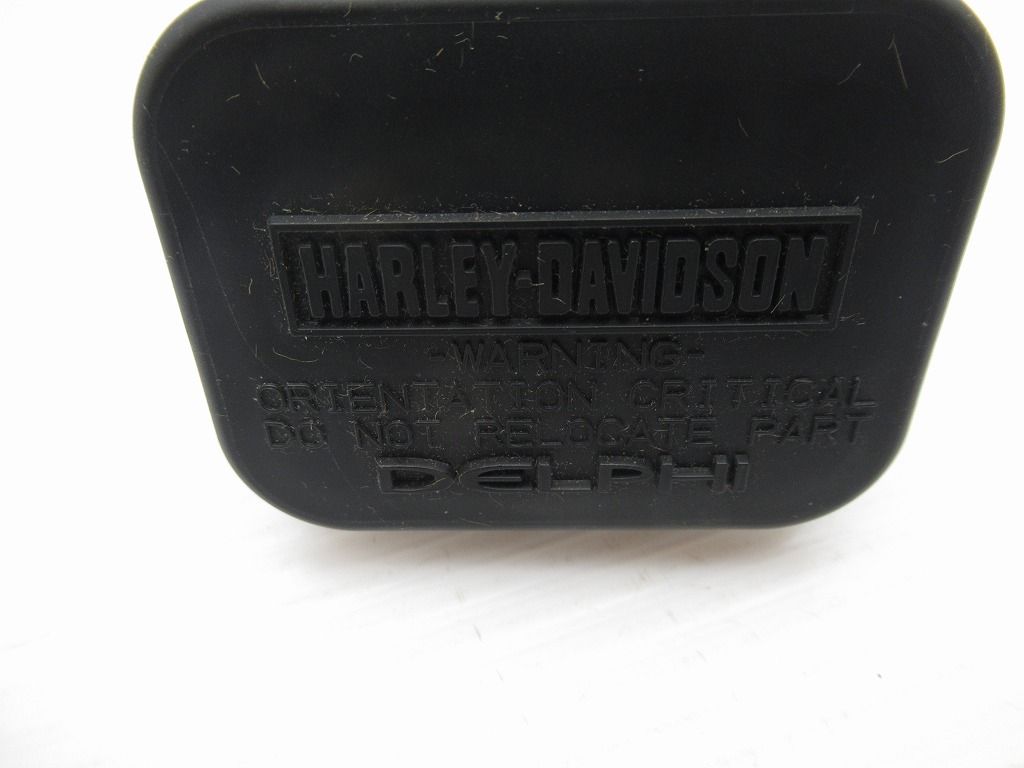 HARLEY-DAVIDSON
-WARNING-
ORIENTATION CRITICAL
DO NOT RELOCATE PART
DELPHI